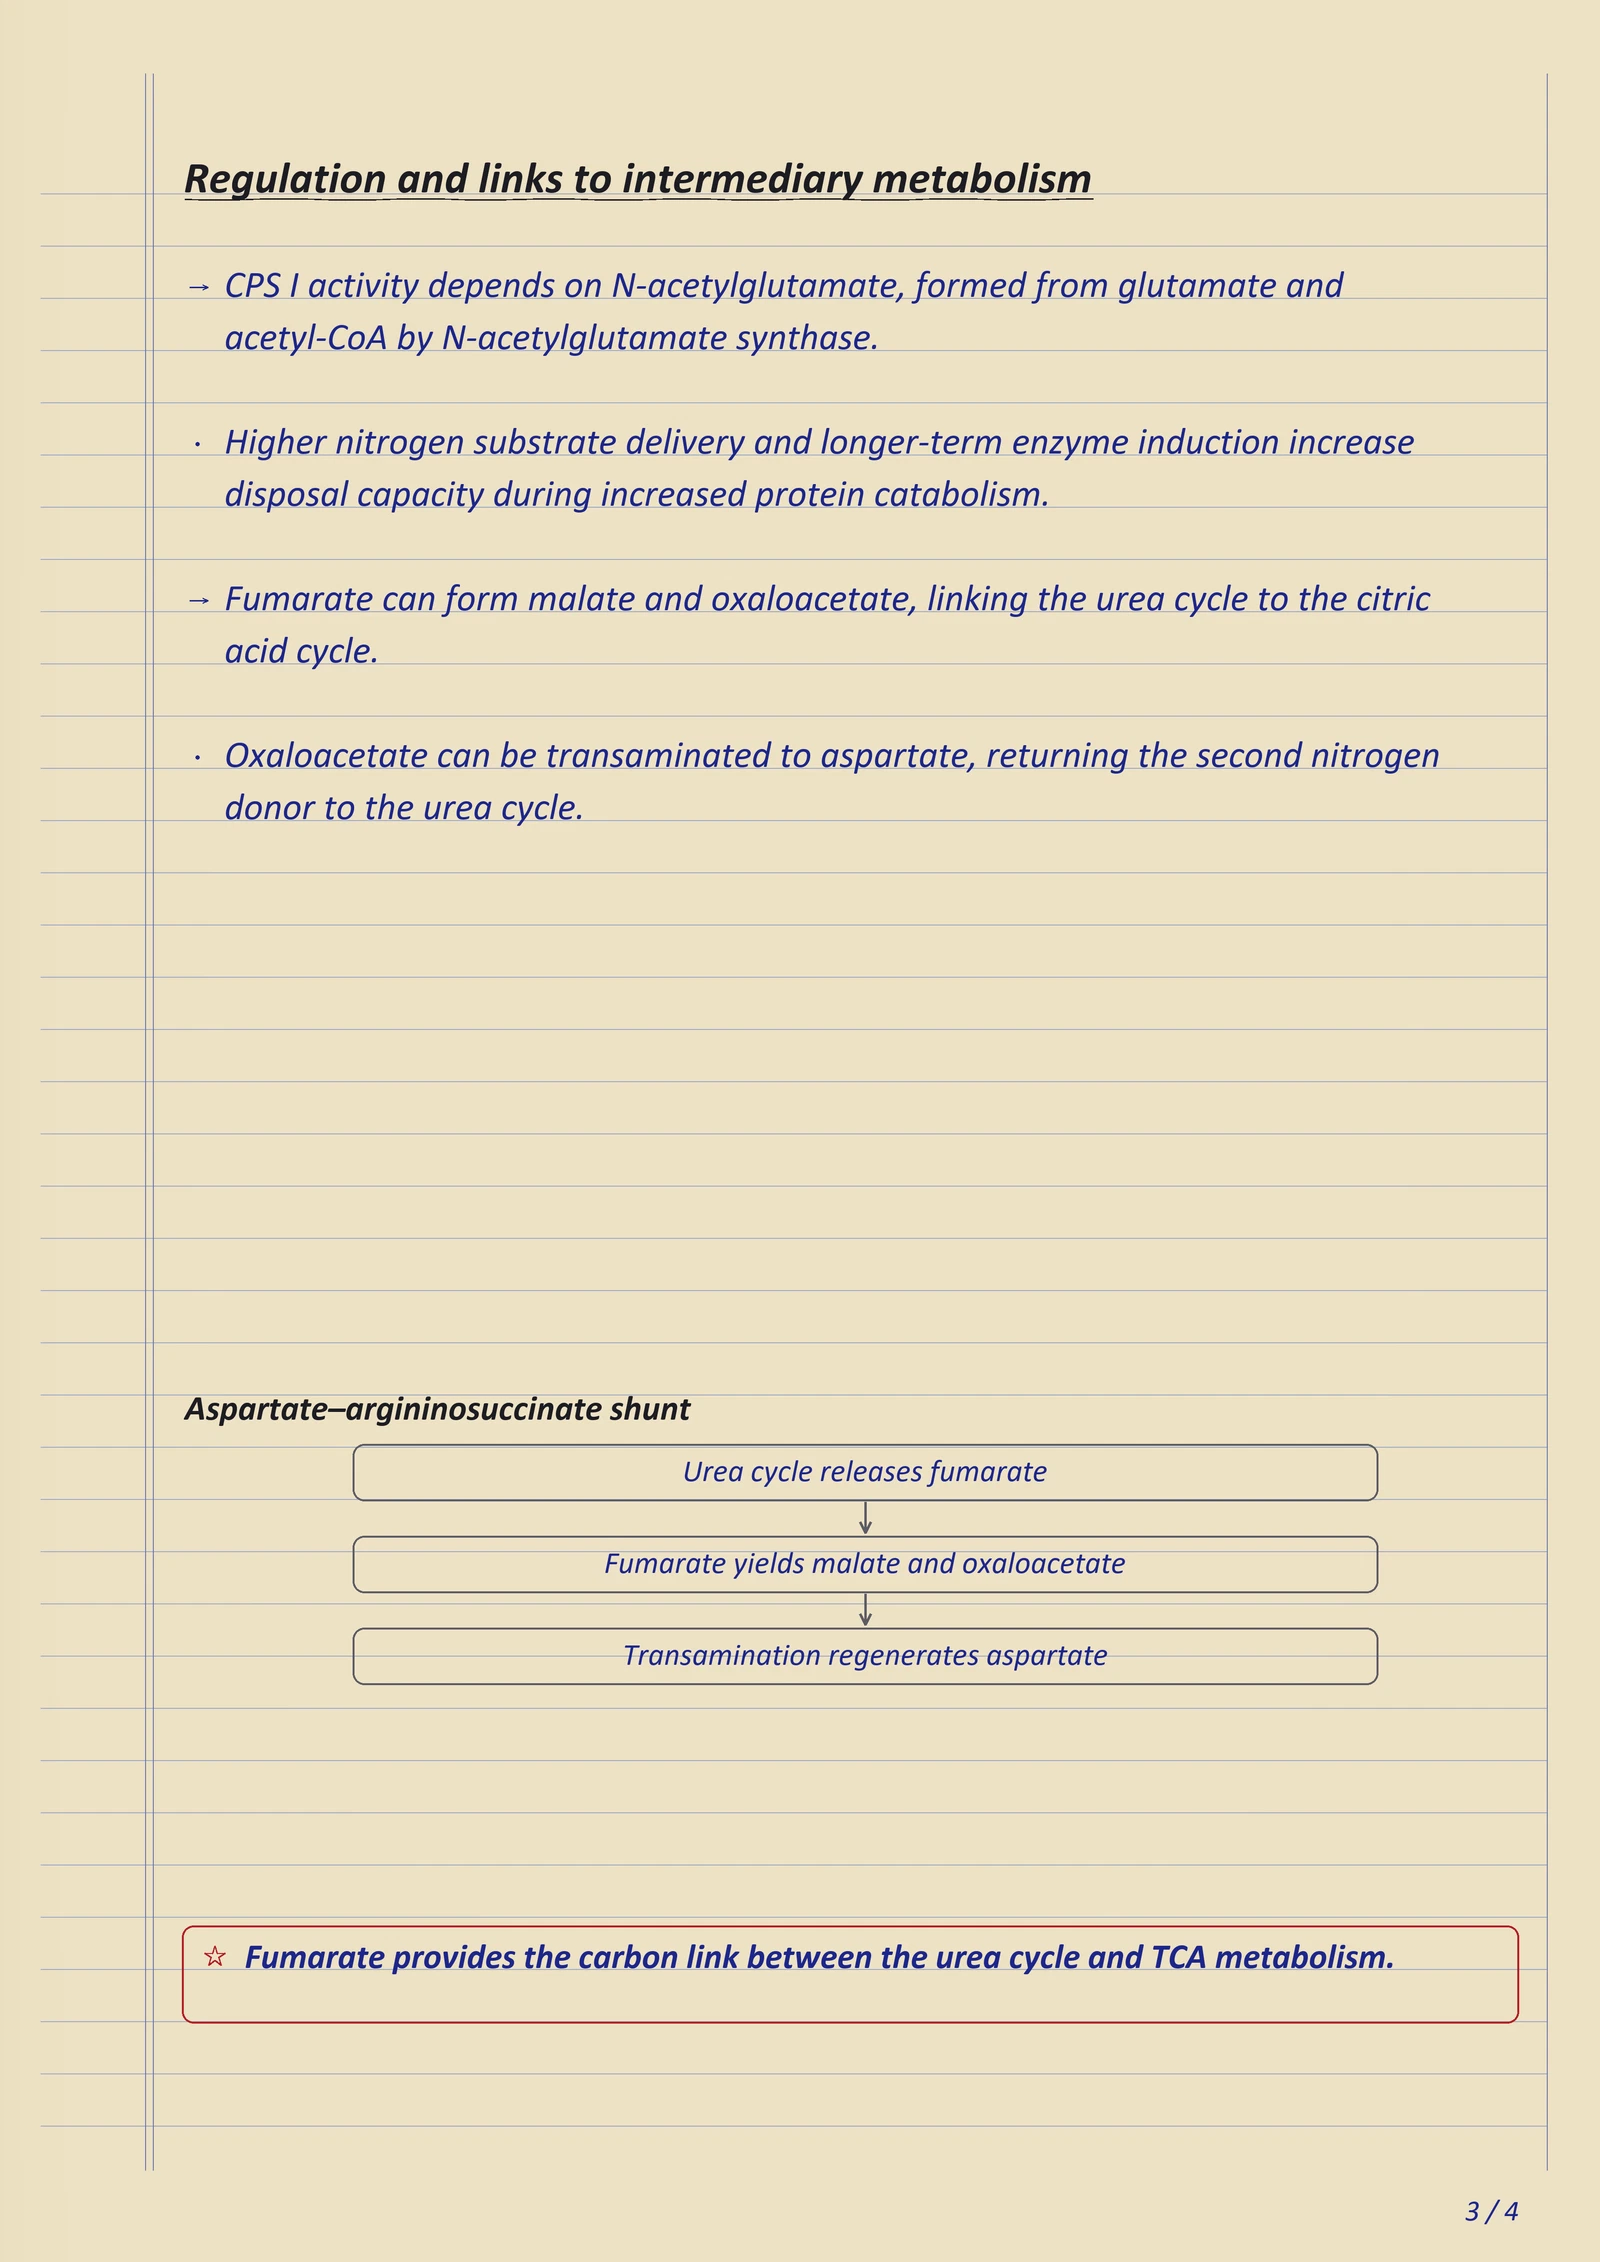 Regulation and links to intermediary metabolism
→ CPS I activity depends on N-acetylglutamate, formed from glutamate and
acetyl-CoA by N-acetylglutamate synthase.
· Higher nitrogen substrate delivery and longer-term enzyme induction increase
disposal capacity during increased protein catabolism.
→ Fumarate can form malate and oxaloacetate, linking the urea cycle to the citric
acid cycle.
· Oxaloacetate can be transaminated to aspartate, returning the second nitrogen
donor to the urea cycle.
Aspartate–argininosuccinate shunt
Urea cycle releases fumarate
Fumarate yields malate and oxaloacetate
Transamination regenerates aspartate
☆ Fumarate provides the carbon link between the urea cycle and TCA metabolism.
3 / 4